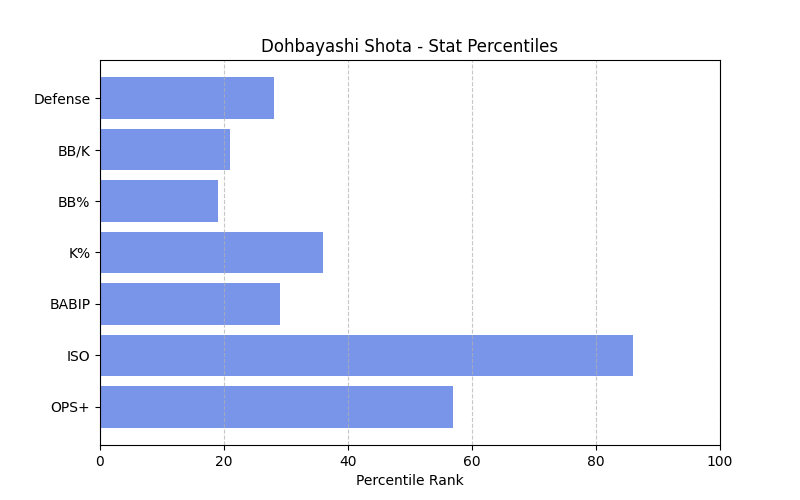 Dohbayashi Shota - Stat Percentiles
Defense
BB/K
BB%
K%
BABIP
ISO
OPS+
0 20 40 60 80 100
Percentile Rank